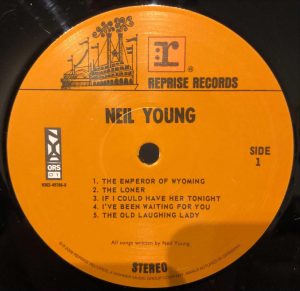 r
®
REPRISE RECORDS
NEIL YOUNG
ORS
SIDE
1
1. THE EMPEROR OF WYOMING
2. THE LONER
3. IF I COULD HAVE HER TONIGHT
4. I'VE BEEN WAITING FOR YOU
5. THE OLD LAUGHING LADY
All songs written by Neil Young
STEREO